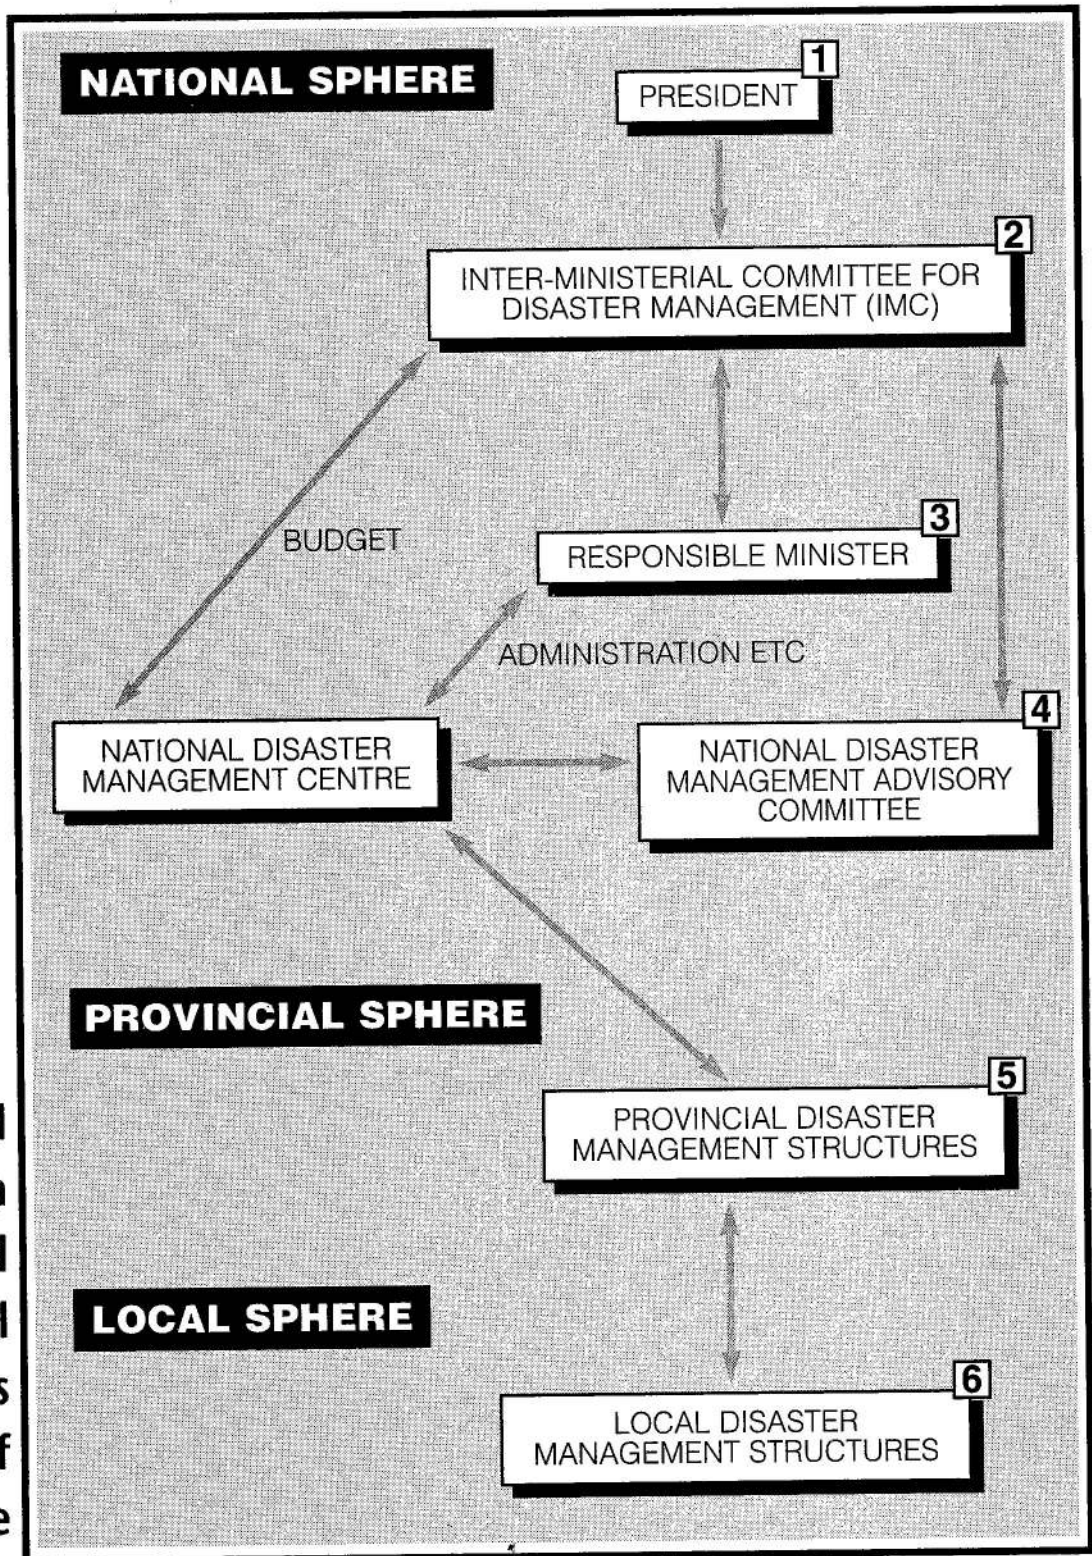 NATIONAL SPHERE
1
PRESIDENT
2
INTER-MINISTERIAL COMMITTEE FOR
DISASTER MANAGEMENT (IMC)
BUDGET
3
RESPONSIBLE MINISTER
ADMINISTRATION ETC
NATIONAL DISASTER
MANAGEMENT CENTRE
4
NATIONAL DISASTER
MANAGEMENT ADVISORY
COMMITTEE
PROVINCIAL SPHERE
5
PROVINCIAL DISASTER
MANAGEMENT STRUCTURES
LOCAL SPHERE
6
LOCAL DISASTER
MANAGEMENT STRUCTURES